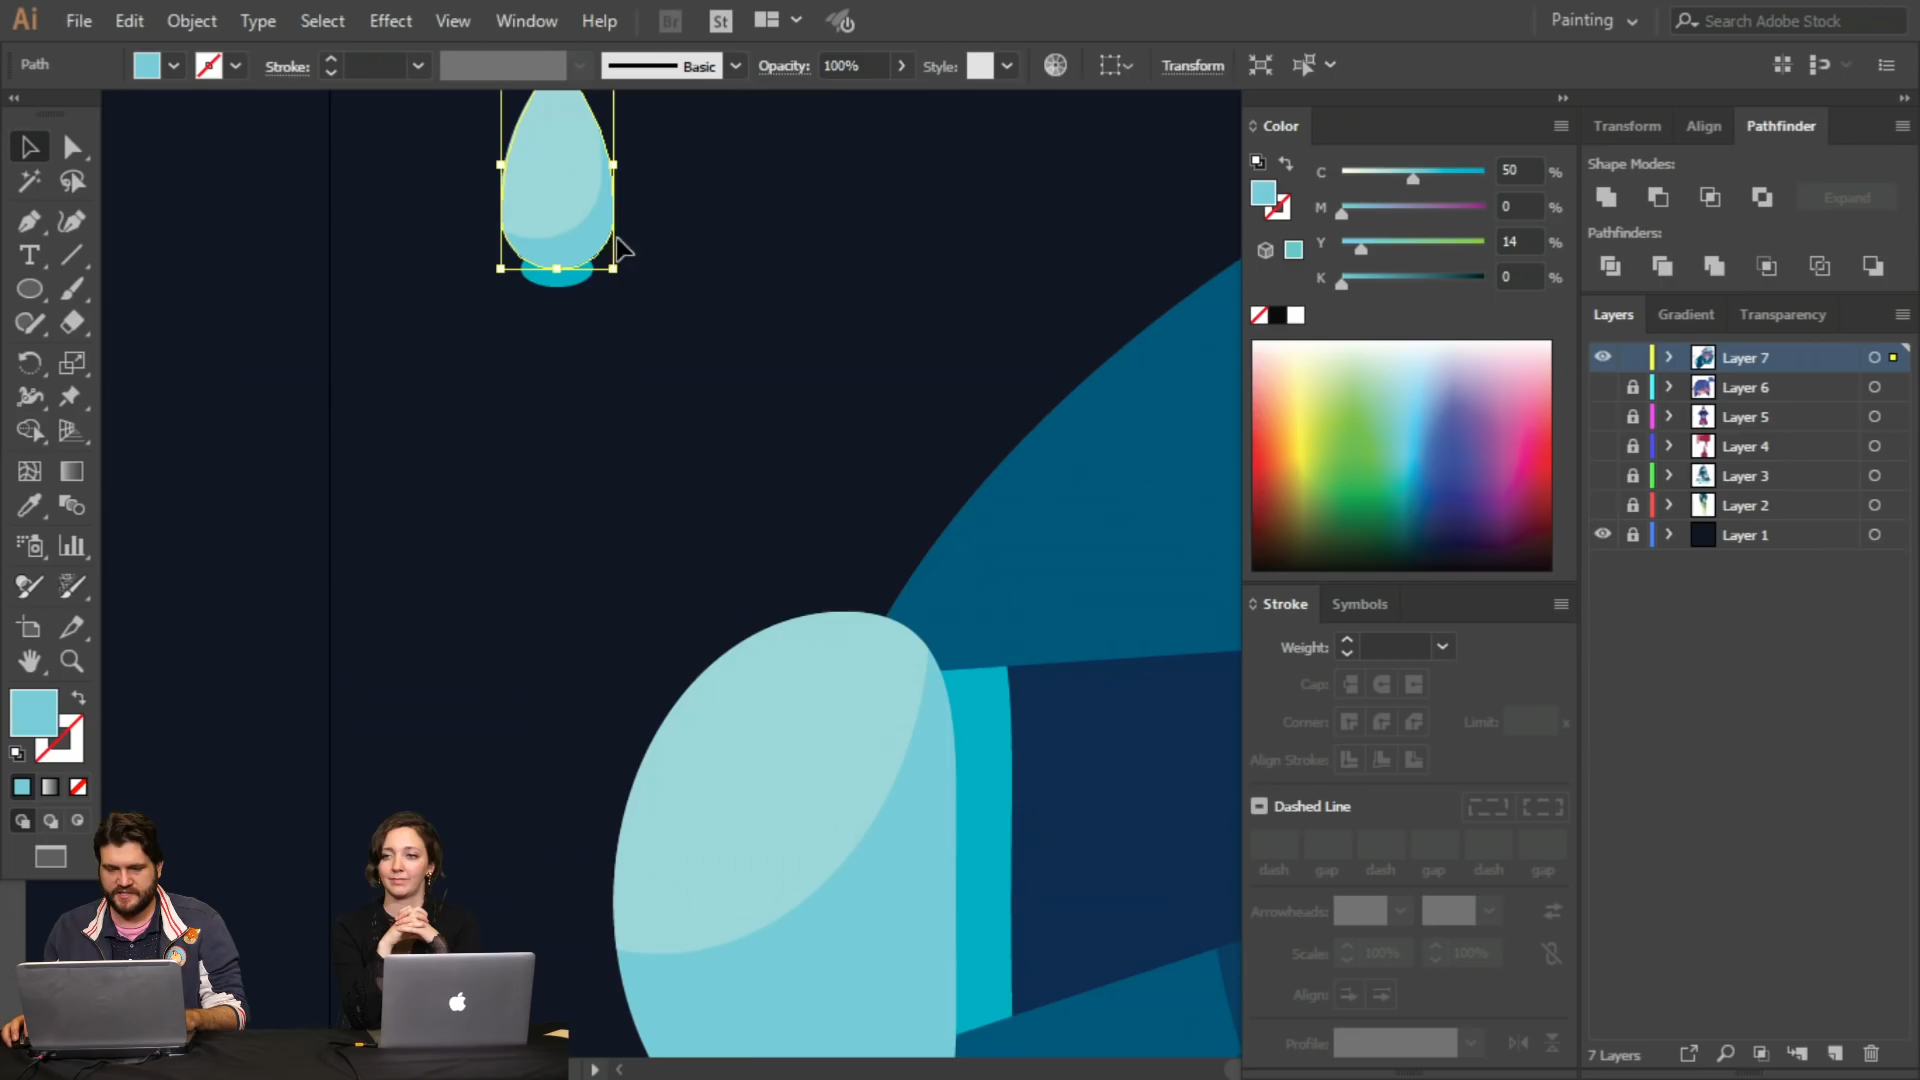 Ai File Edit Object Type Select Effect View Window Help Br St Painting Search Adobe Stock
Path Stroke: Basic Opacity: 100% Style: Transform
Color
Transform Align Pathfinder
Shape Modes:
C 50 %
Expand
M 0 %
Pathfinders:
Y 14 %
K 0 %
Layers Gradient Transparency
Layer 7
Layer 6
Layer 5
Layer 4
Layer 3
Layer 2
Layer 1
Stroke Symbols
Weight:
Cap:
Corner: Limit: x
Align Stroke:
Dashed Line
dash gap dash gap dash gap
Arrowheads:
Scale: 100% 100%
Align:
Profile:
7 Layers